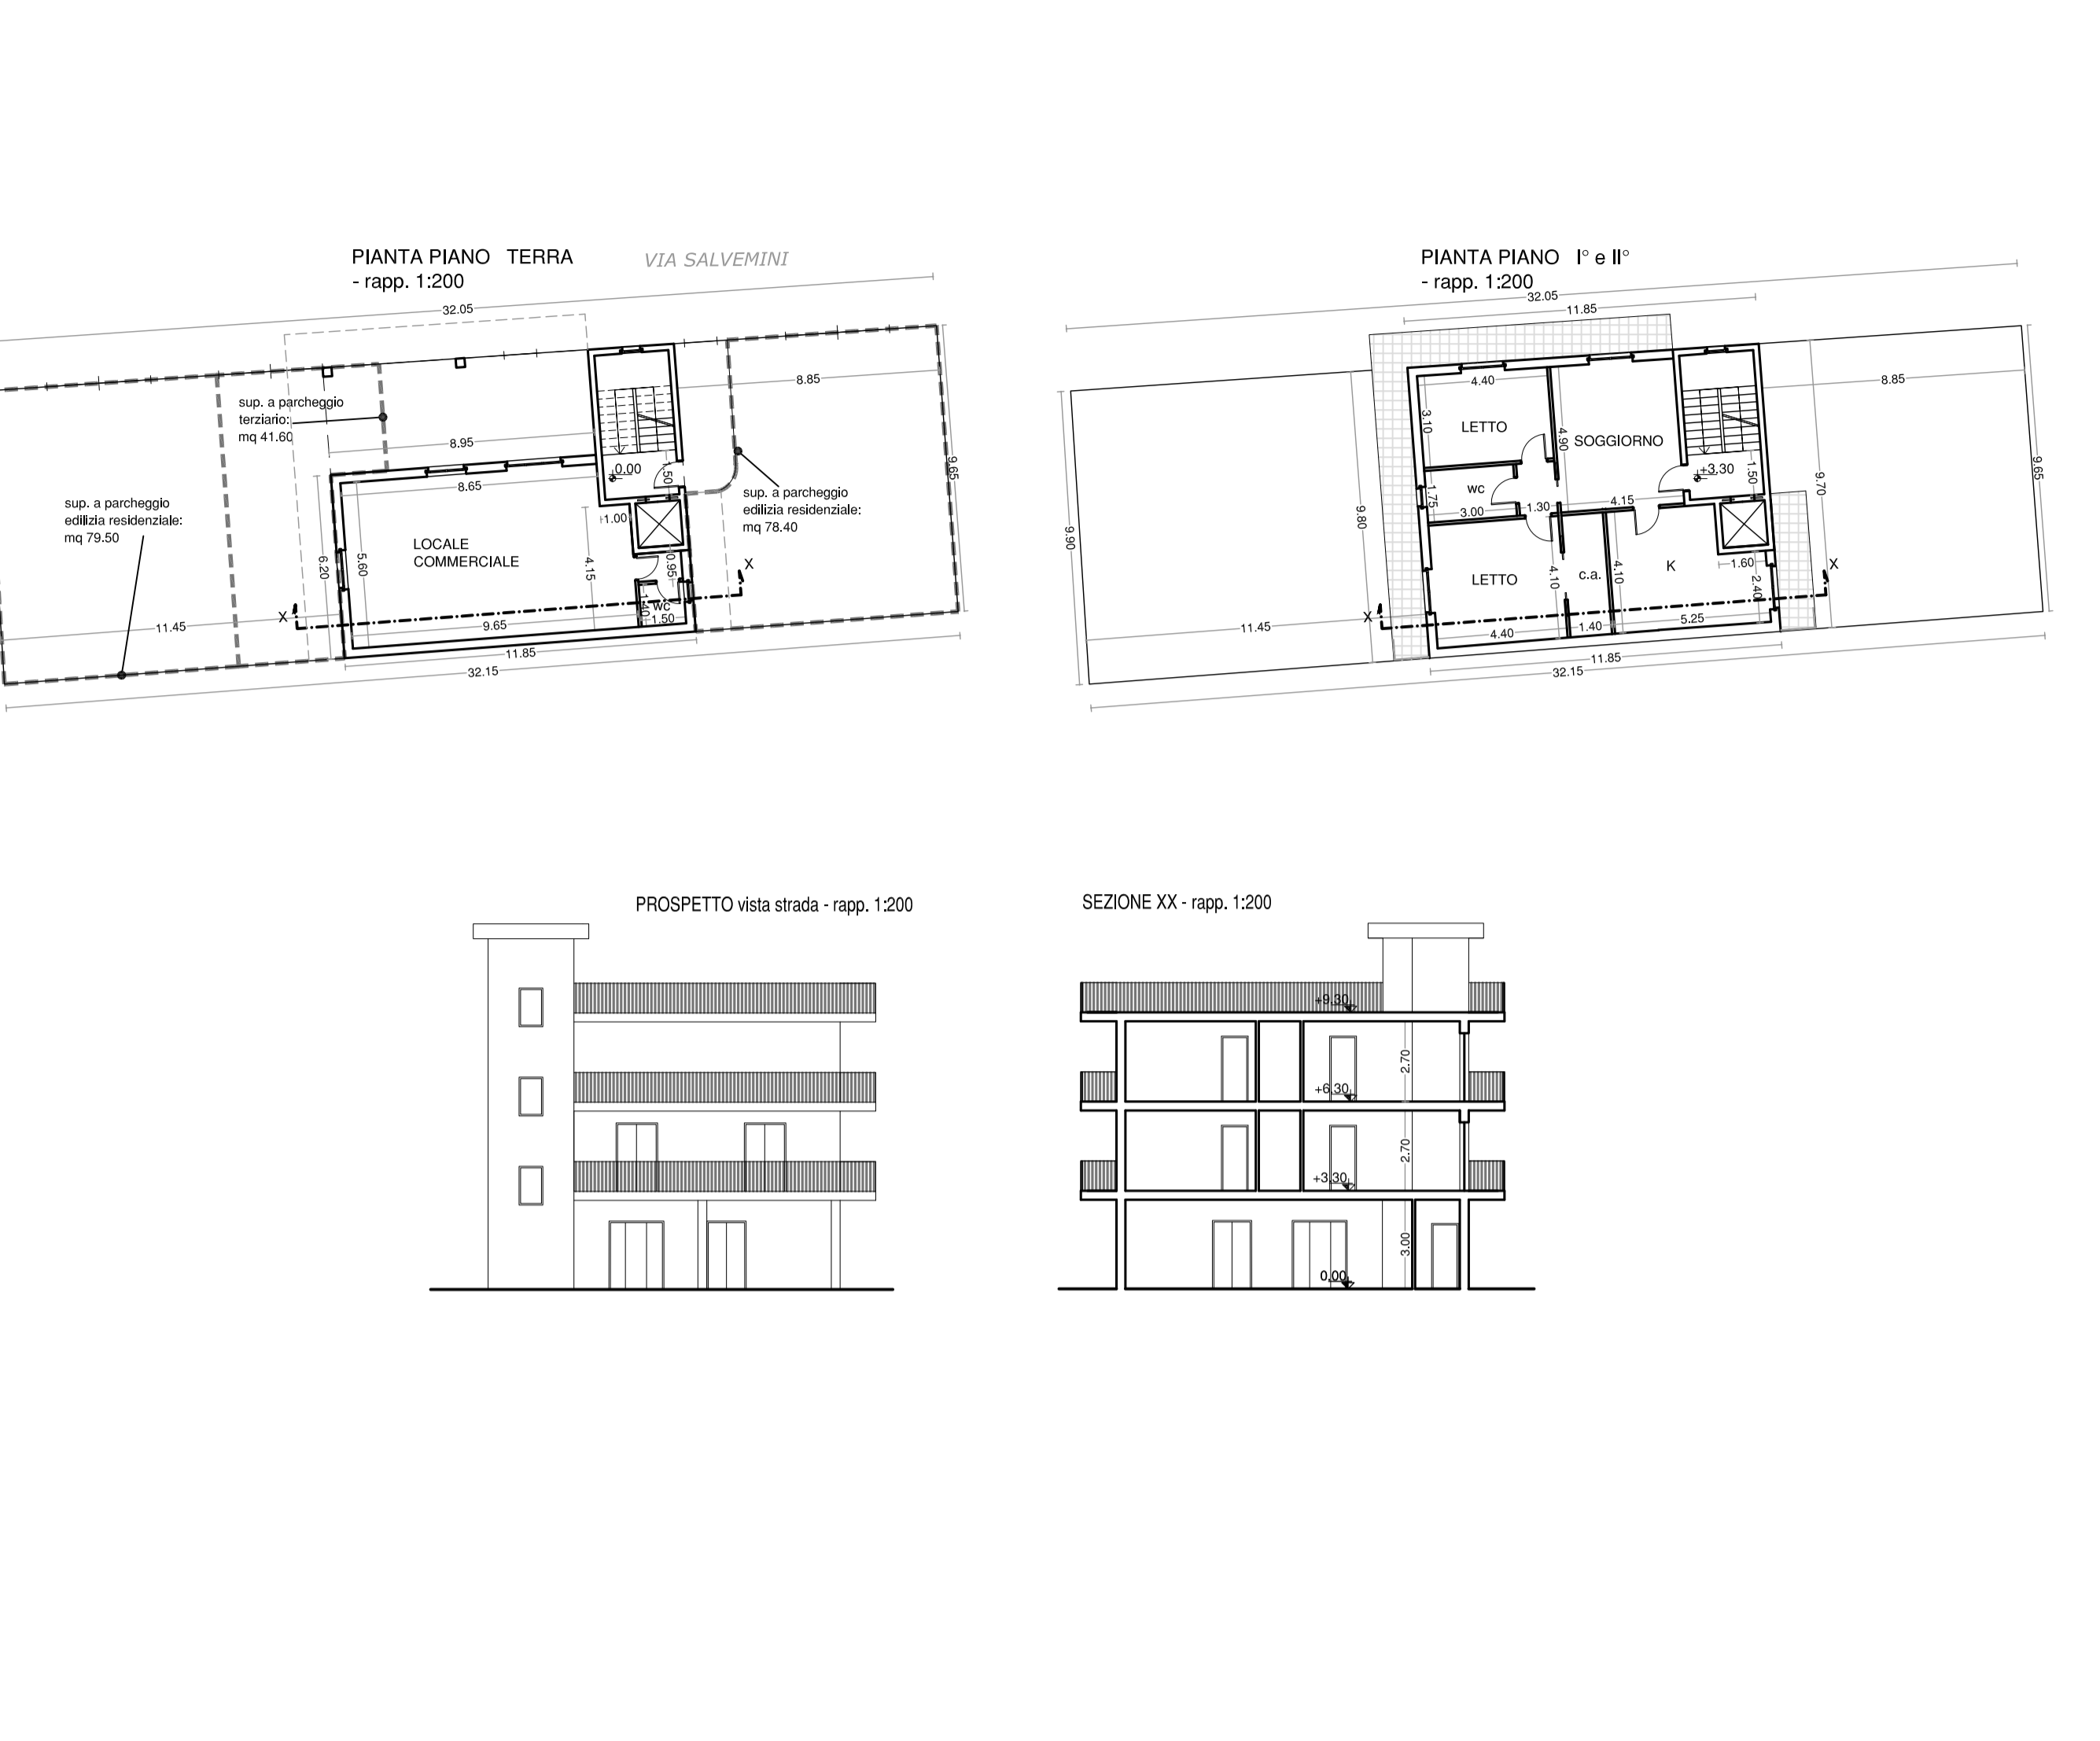 PIANTA PIANO TERRA
- rapp. 1:200
VIA SALVEMINI
32.05
8.85
sup. a parcheggio
terziario:
mq 41.60
8.95
8.65
0.00
1.50
9.65
sup. a parcheggio
edilizia residenziale:
mq 79.50
sup. a parcheggio
edilizia residenziale:
mq 78.40
1.00
LOCALE
COMMERCIALE
6.20
5.60
4.15
0.95
X
X
wc
1.40
1.50
11.45
9.65
11.85
32.15
PIANTA PIANO I° e II°
- rapp. 1:200
32.05
11.85
4.40
8.85
3.10
LETTO
4.90
SOGGIORNO
+3,30
1.50
9.65
9.70
wc
1.75
3.00
1.30
4.15
9.80
9.90
LETTO
4.10
c.a.
4.10
K
1.60
2.40
X
X
11.45
4.40
1.40
5.25
11.85
32.15
PROSPETTO vista strada - rapp. 1:200
SEZIONE XX - rapp. 1:200
+9,30
2.70
+6,30
2.70
+3,30
3.00
0,00